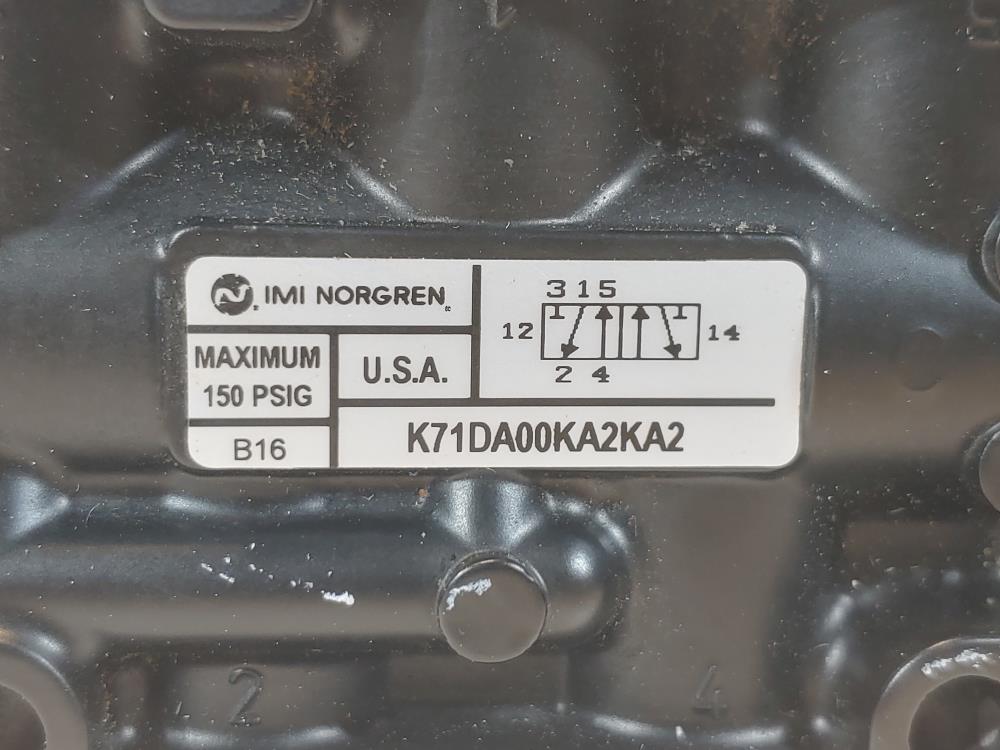 IMI NORGREN
MAXIMUM
150 PSIG
U.S.A.
B16
K71DA00KA2KA2
3 1 5
12
14
2 4
2
4